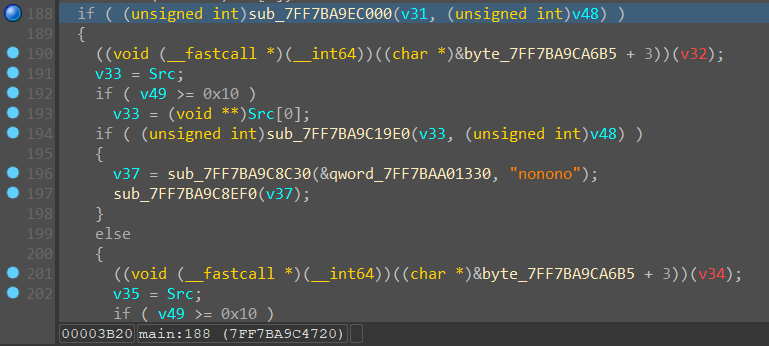 188 if ( (unsigned int)sub_7FF7BA9EC000(v31, (unsigned int)v48) )
189 {
190 ((void (__fastcall *)(__int64))((char *)&byte_7FF7BA9CA6B5 + 3))(v32);
191 v33 = Src;
192 if ( v49 >= 0x10 )
193 v33 = (void **)Src[0];
194 if ( (unsigned int)sub_7FF7BA9C19E0(v33, (unsigned int)v48) )
195 {
196 v37 = sub_7FF7BA9C8C30(&qword_7FF7BAA01330, "nonono");
197 sub_7FF7BA9C8EF0(v37);
198 }
199 else
200 {
201 ((void (__fastcall *)(__int64))((char *)&byte_7FF7BA9CA6B5 + 3))(v34);
202 v35 = Src;
if ( v49 >= 0x10 )
00003B20 main:188 (7FF7BA9C4720)